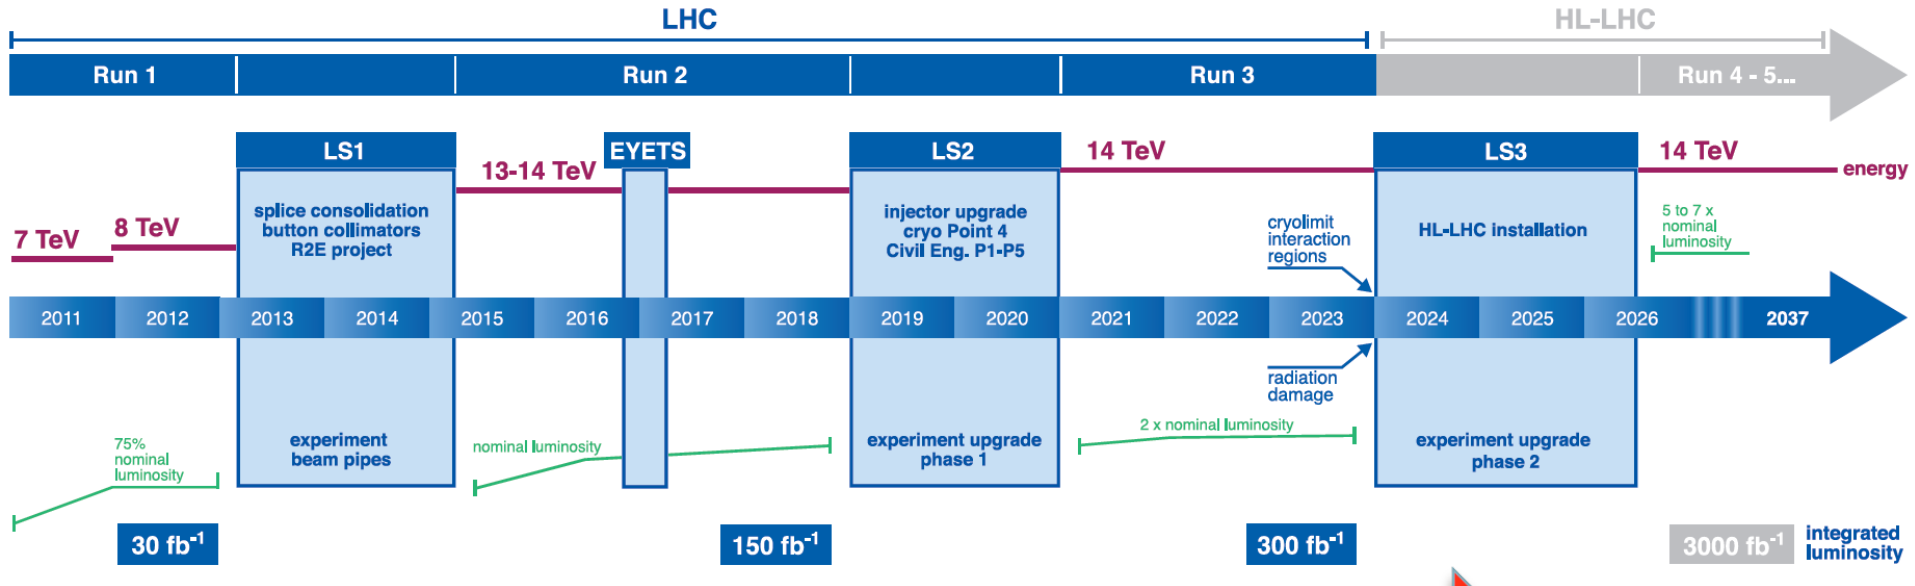 LHC
HL-LHC
Run 1
Run 2
Run 3
Run 4 - 5...
LS1
EYETS
LS2
14 TeV
LS3
14 TeV
energy
13-14 TeV
7 TeV
8 TeV
splice consolidation
button collimators
R2E project
injector upgrade
cryo Point 4
Civil Eng. P1-P5
cryolimit
interaction
regions
HL-LHC installation
5 to 7 x
nominal
luminosity
2011
2012
2013
2014
2015
2016
2017
2018
2019
2020
2021
2022
2023
2024
2025
2026
2037
radiation
damage
75%
nominal
luminosity
experiment
beam pipes
nominal luminosity
experiment upgrade
phase 1
2 x nominal luminosity
experiment upgrade
phase 2
30 fb⁻¹
150 fb⁻¹
300 fb⁻¹
3000 fb⁻¹
integrated
luminosity